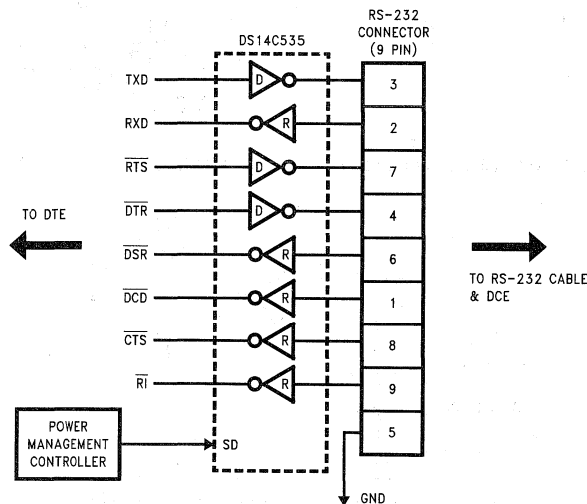 RS-232
CONNECTOR
(9 PIN)
DS14C535
TXD
D
3
RXD
R
2
RTS
D
7
DTR
D
4
DSR
R
6
DCD
R
1
CTS
R
8
RI
R
9
5
TO DTE
TO RS-232 CABLE
& DCE
POWER
MANAGEMENT
CONTROLLER
SD
GND